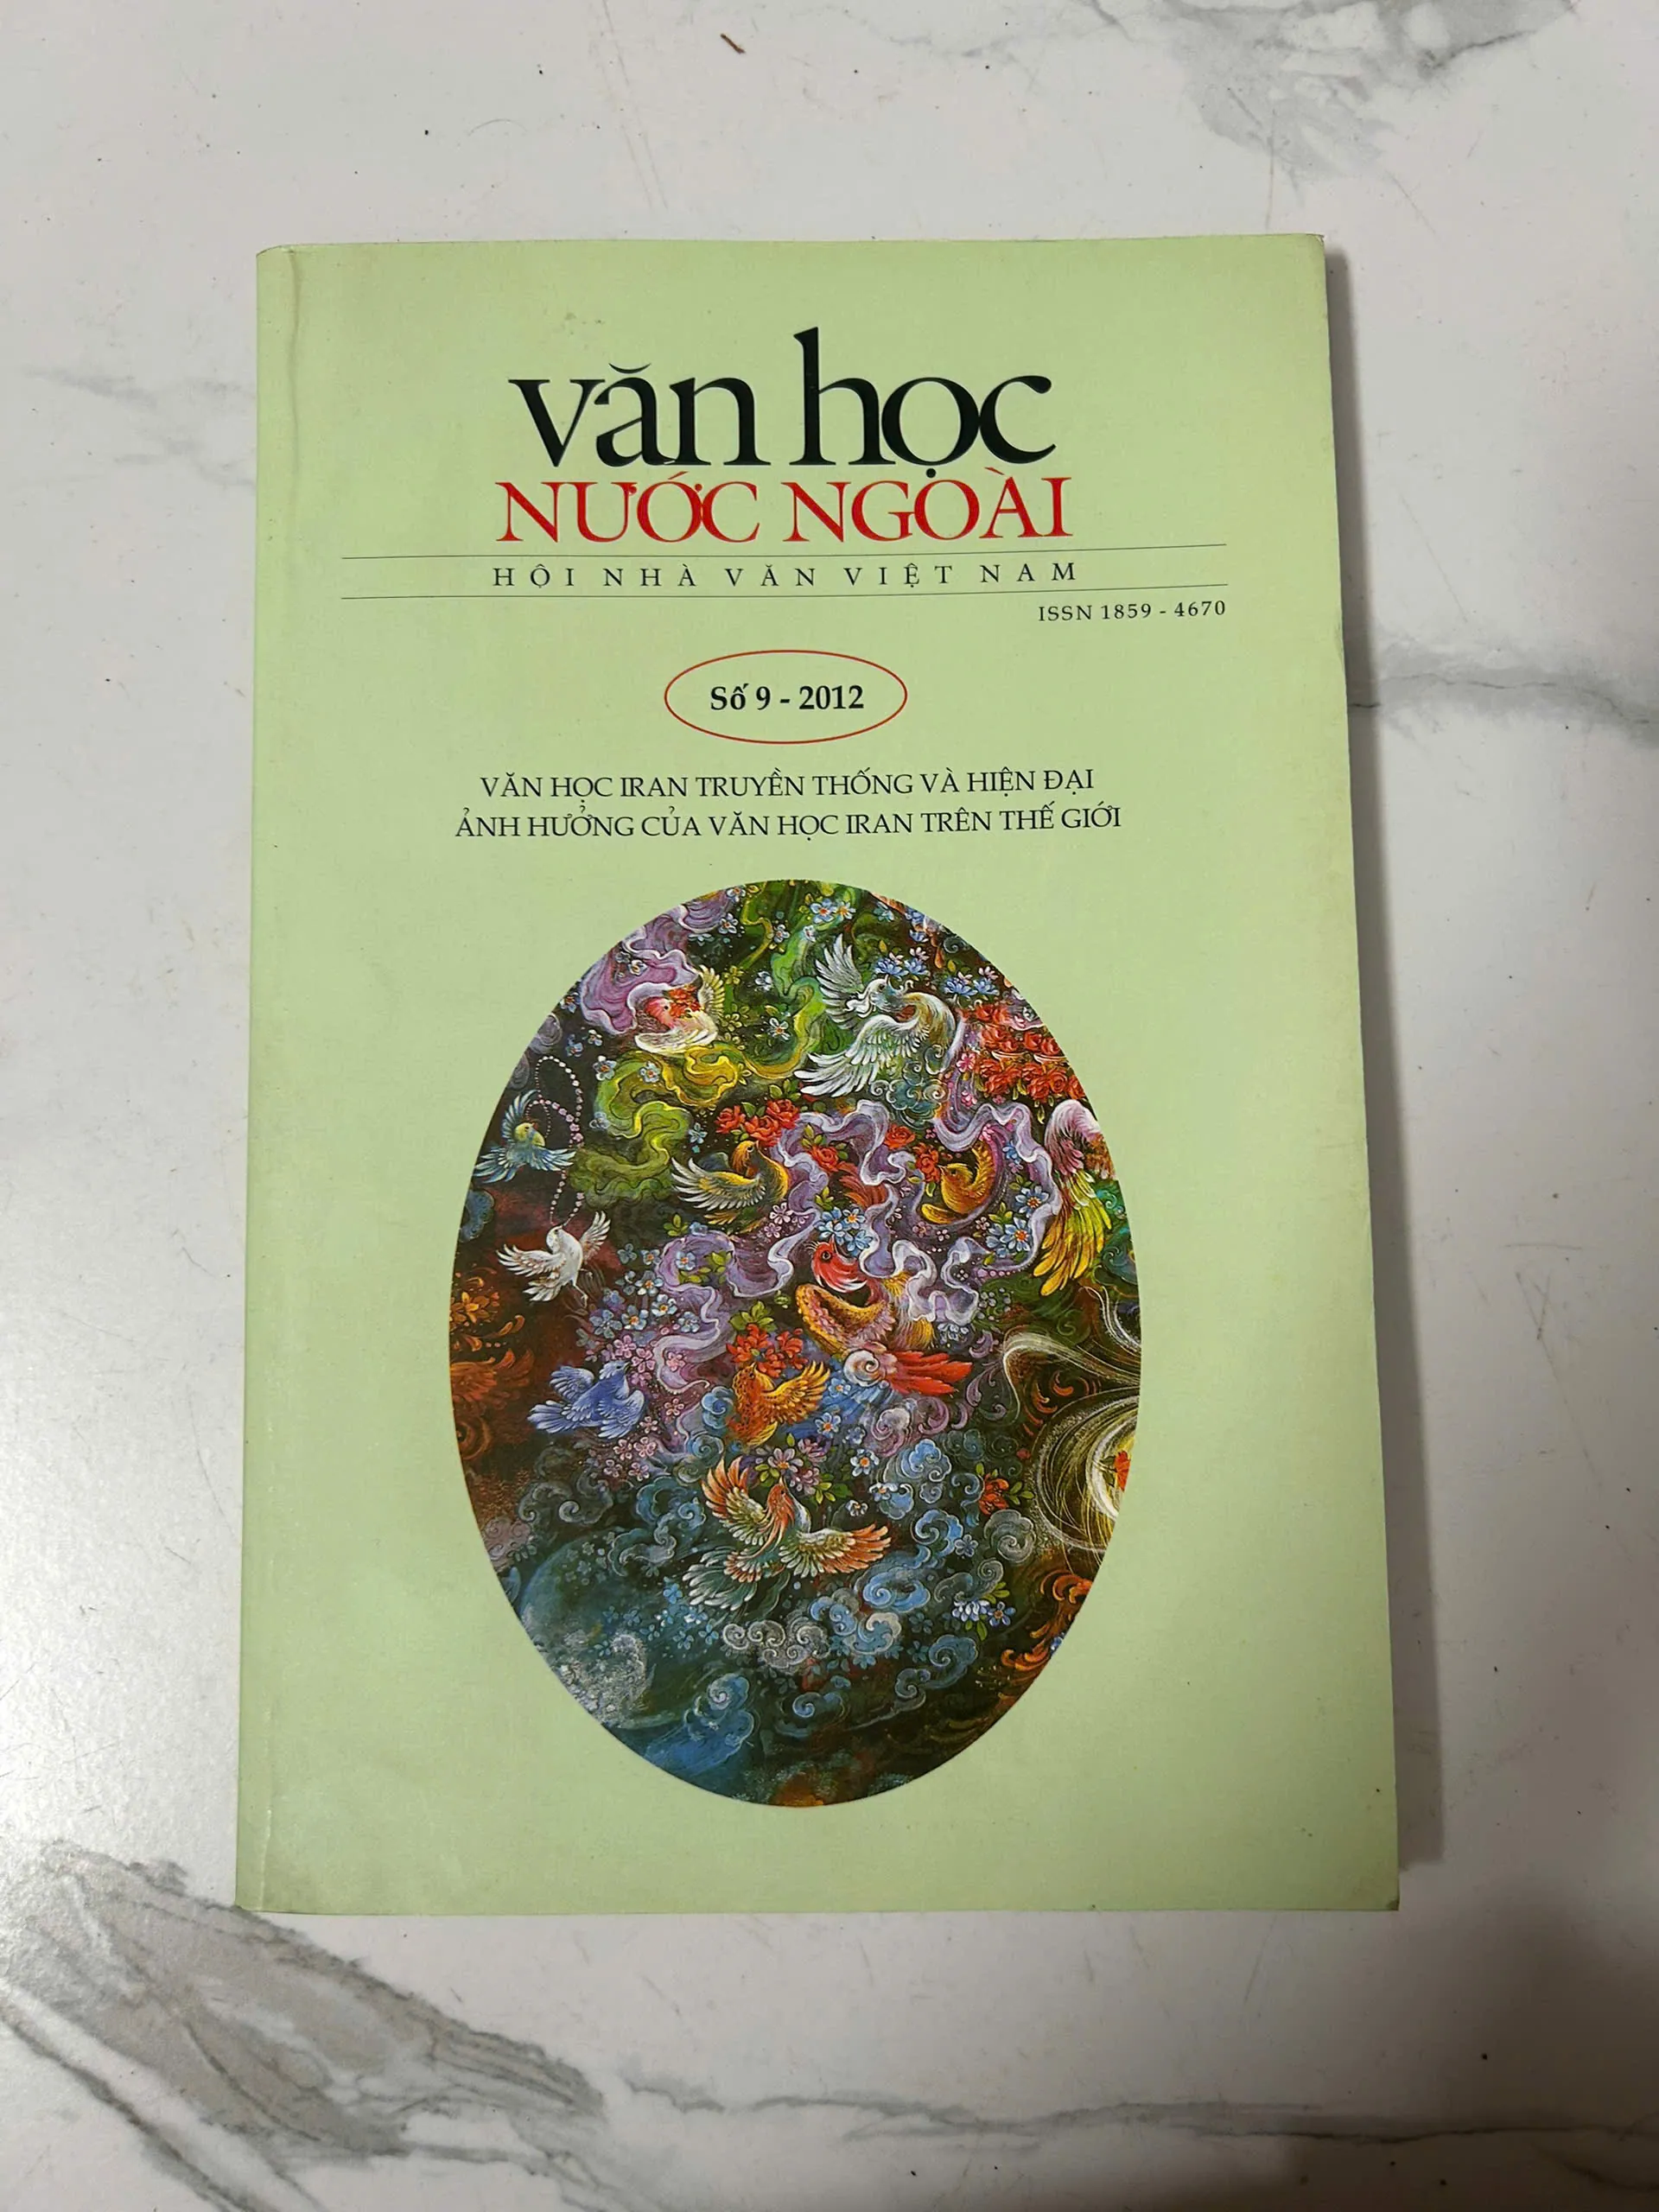 văn học
NƯỚC NGOÀI
HỘI NHÀ VĂN VIỆT NAM
ISSN 1859 - 4670
Số 9 - 2012
VĂN HỌC IRAN TRUYỀN THỐNG VÀ HIỆN ĐẠI
ẢNH HƯỞNG CỦA VĂN HỌC IRAN TRÊN THẾ GIỚI